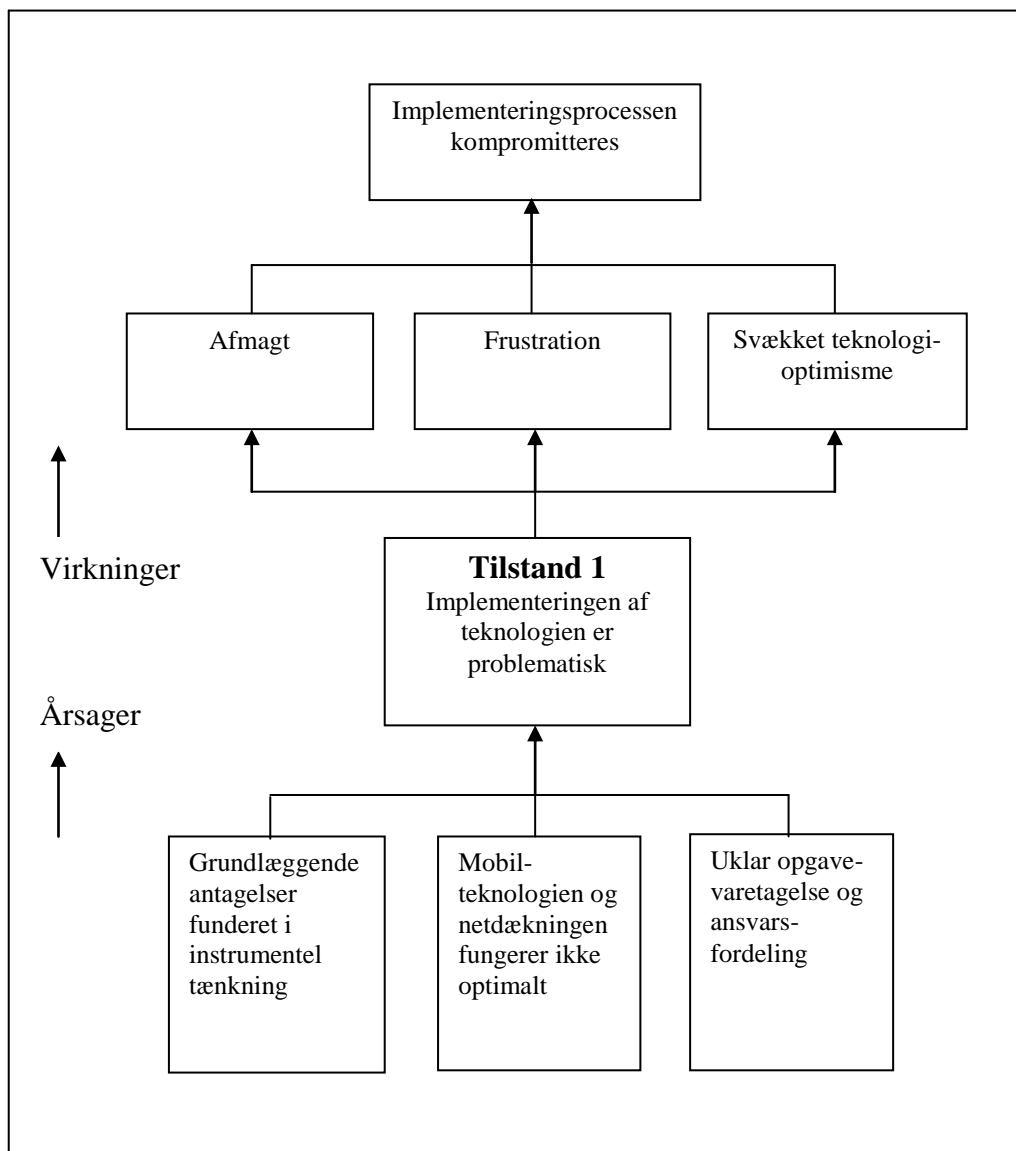 Implementeringsprocessen
kompromitteres
Afmagt
Frustration
Svækket teknologi-
optimisme
Virkninger
Tilstand 1
Implementeringen af
teknologien er
problematisk
Årsager
Grundlæggende
antagelser
funderet i
instrumentel
tænkning
Mobil-
teknologien og
netdækningen
fungerer ikke
optimalt
Uklar opgave-
varetagelse og
ansvars-
fordeling